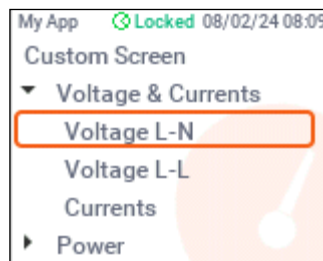 My App Locked 08/02/24 08:09
Custom Screen
Voltage & Currents
Voltage L-N
Voltage L-L
Currents
Power